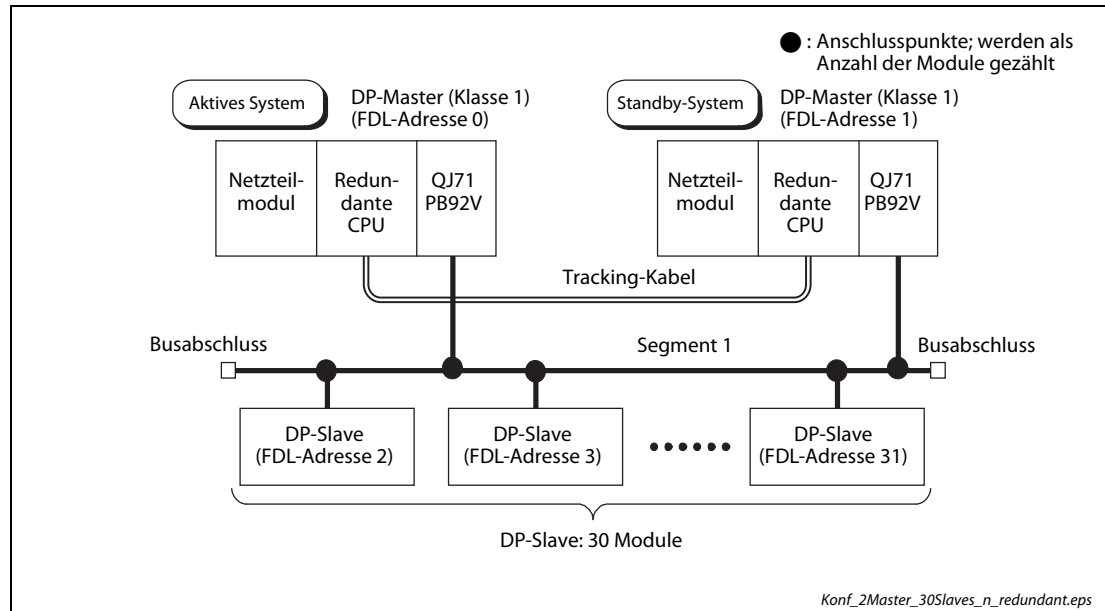 ● : Anschlusspunkte; werden als
Anzahl der Module gezählt
Aktives System
DP-Master (Klasse 1)
(FDL-Adresse 0)
Standby-System
DP-Master (Klasse 1)
(FDL-Adresse 1)
Netzteil-
modul
Redun-
dante
CPU
QJ71
PB92V
Netzteil-
modul
Redun-
dante
CPU
QJ71
PB92V
Tracking-Kabel
Busabschluss
Segment 1
Busabschluss
DP-Slave
(FDL-Adresse 2)
DP-Slave
(FDL-Adresse 3)
DP-Slave
(FDL-Adresse 31)
DP-Slave: 30 Module
Konf_2Master_30Slaves_n_redundant.eps